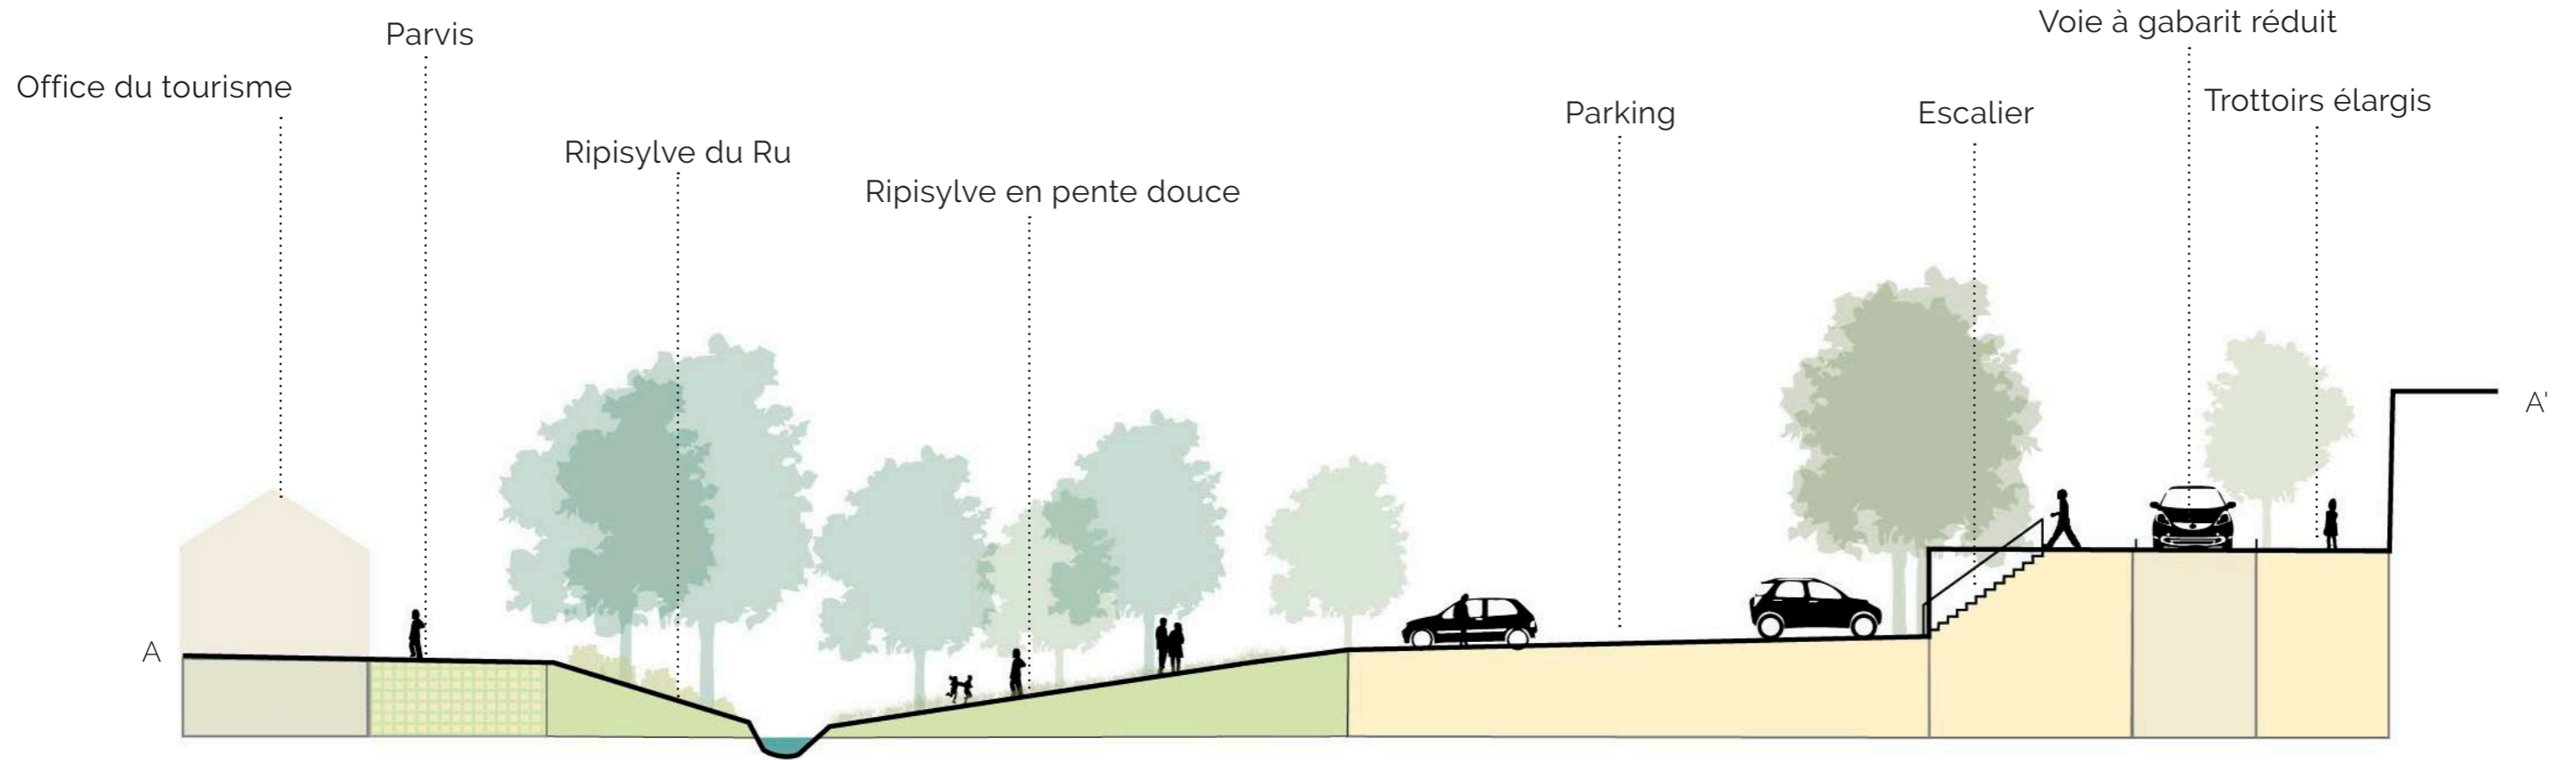 Office du tourisme
Parvis
Ripisylve du Ru
Ripisylve en pente douce
Parking
Escalier
Voie à gabarit réduit
Trottoirs élargis
A
A'